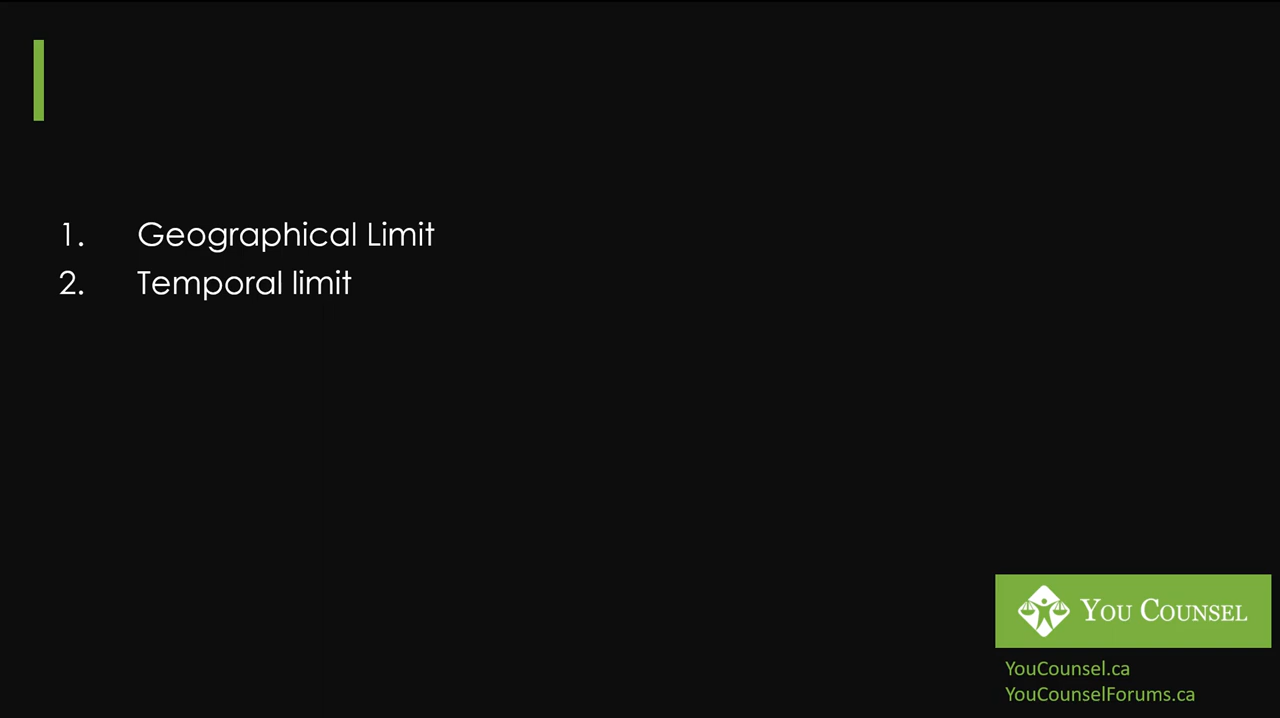 1. Geographical Limit
2. Temporal limit
YOU COUNSEL
YouCounsel.ca
YouCounselForums.ca